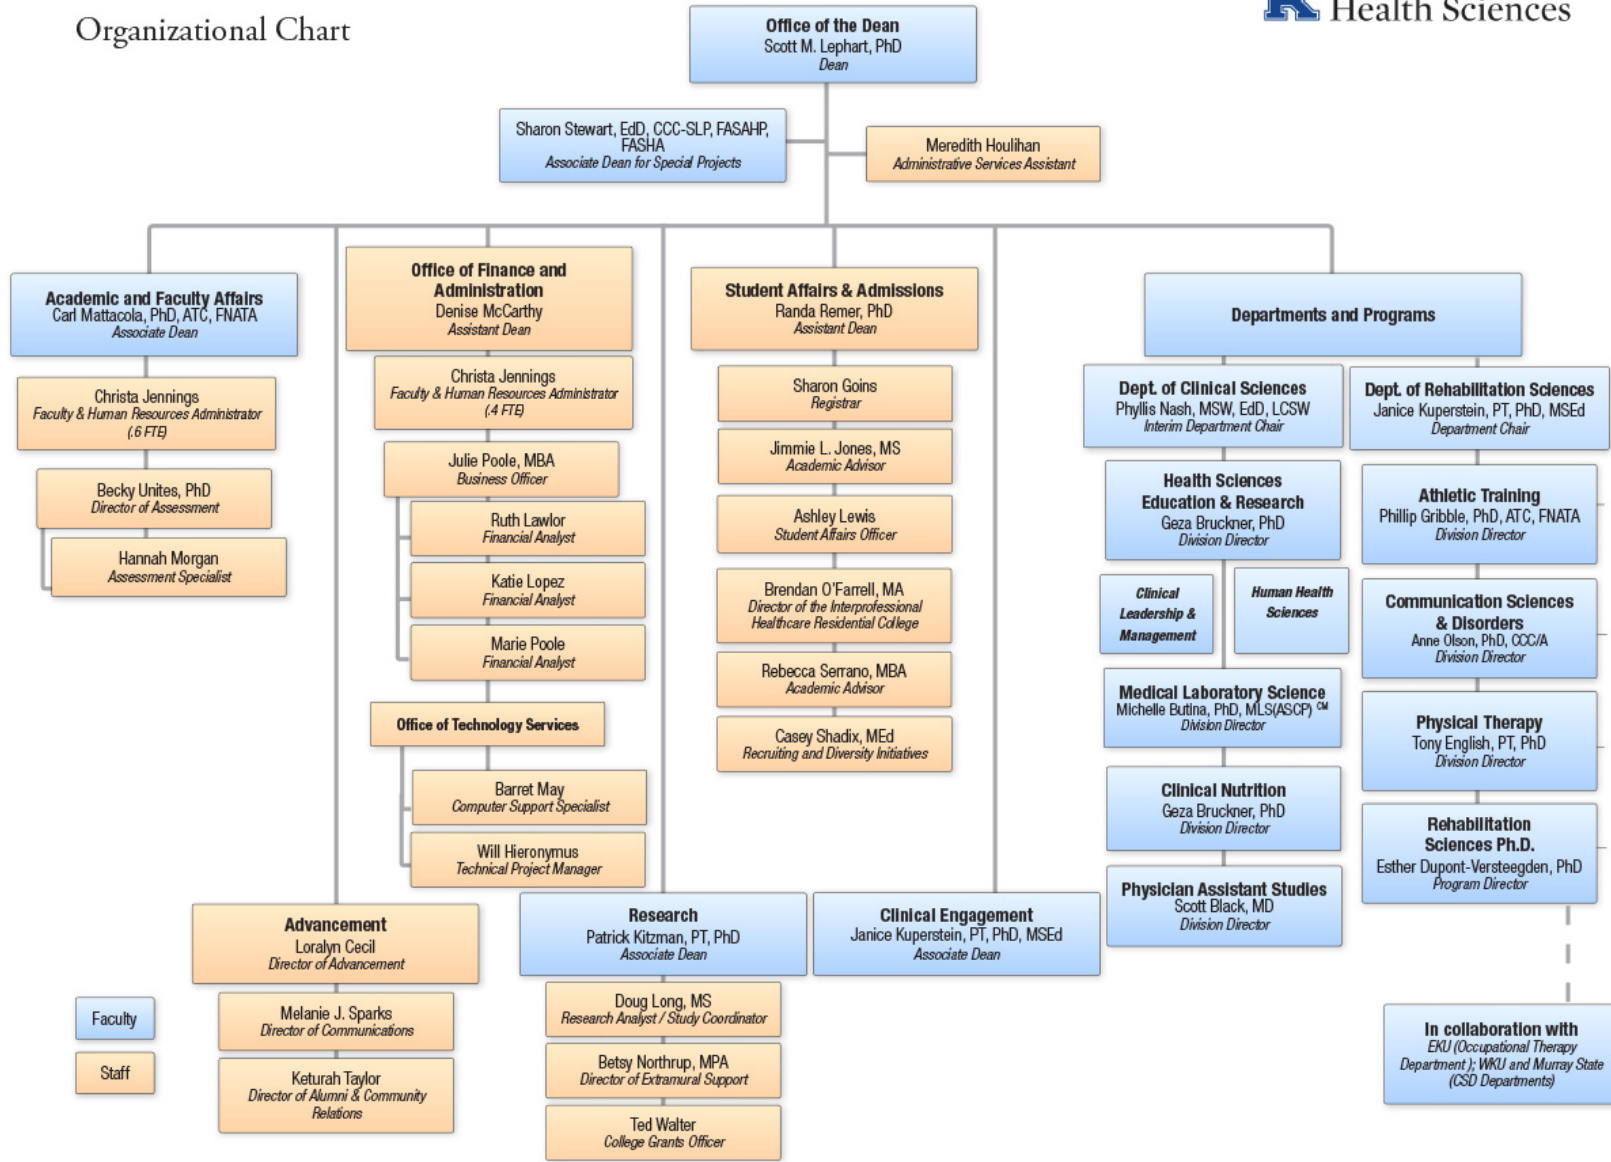 Organizational Chart
Health Sciences
Office of the Dean
Scott M. Lephart, PhD
Dean
Sharon Stewart, EdD, CCC-SLP, FASAHP,
FASHA
Associate Dean for Special Projects
Meredith Houlihan
Administrative Services Assistant
Academic and Faculty Affairs
Carl Mattacola, PhD, ATC, FNATA
Associate Dean
Christa Jennings
Faculty & Human Resources Administrator
(.6 FTE)
Becky Unites, PhD
Director of Assessment
Hannah Morgan
Assessment Specialist
Office of Finance and
Administration
Denise McCarthy
Assistant Dean
Christa Jennings
Faculty & Human Resources Administrator
(.4 FTE)
Julie Poole, MBA
Business Officer
Ruth Lawlor
Financial Analyst
Katie Lopez
Financial Analyst
Marie Poole
Financial Analyst
Office of Technology Services
Barret May
Computer Support Specialist
Will Hieronymus
Technical Project Manager
Student Affairs & Admissions
Randa Remer, PhD
Assistant Dean
Sharon Goins
Registrar
Jimmie L. Jones, MS
Academic Advisor
Ashley Lewis
Student Affairs Officer
Brendan O'Farrell, MA
Director of the Interprofessional
Healthcare Residential College
Rebecca Serrano, MBA
Academic Advisor
Casey Shadix, MEd
Recruiting and Diversity Initiatives
Departments and Programs
Dept. of Clinical Sciences
Phyllis Nash, MSW, EdD, LCSW
Interim Department Chair
Health Sciences
Education & Research
Geza Bruckner, PhD
Division Director
Clinical
Leadership &
Management
Human Health
Sciences
Medical Laboratory Science
Michelle Butina, PhD, MLS(ASCP) CM
Division Director
Clinical Nutrition
Geza Bruckner, PhD
Division Director
Physician Assistant Studies
Scott Black, MD
Division Director
Dept. of Rehabilitation Sciences
Janice Kuperstein, PT, PhD, MSEd
Department Chair
Athletic Training
Phillip Gribble, PhD, ATC, FNATA
Division Director
Communication Sciences
& Disorders
Anne Olson, PhD, CCC/A
Division Director
Physical Therapy
Tony English, PT, PhD
Division Director
Rehabilitation
Sciences Ph.D.
Esther Dupont-Versteegden, PhD
Program Director
In collaboration with
EKU (Occupational Therapy
Department); WKU and Murray State
(CSD Departments)
Advancement
Loralyn Cecil
Director of Advancement
Melanie J. Sparks
Director of Communications
Keturah Taylor
Director of Alumni & Community
Relations
Research
Patrick Kitzman, PT, PhD
Associate Dean
Doug Long, MS
Research Analyst / Study Coordinator
Betsy Northrup, MPA
Director of Extramural Support
Ted Walter
College Grants Officer
Clinical Engagement
Janice Kuperstein, PT, PhD, MSEd
Associate Dean
Faculty
Staff